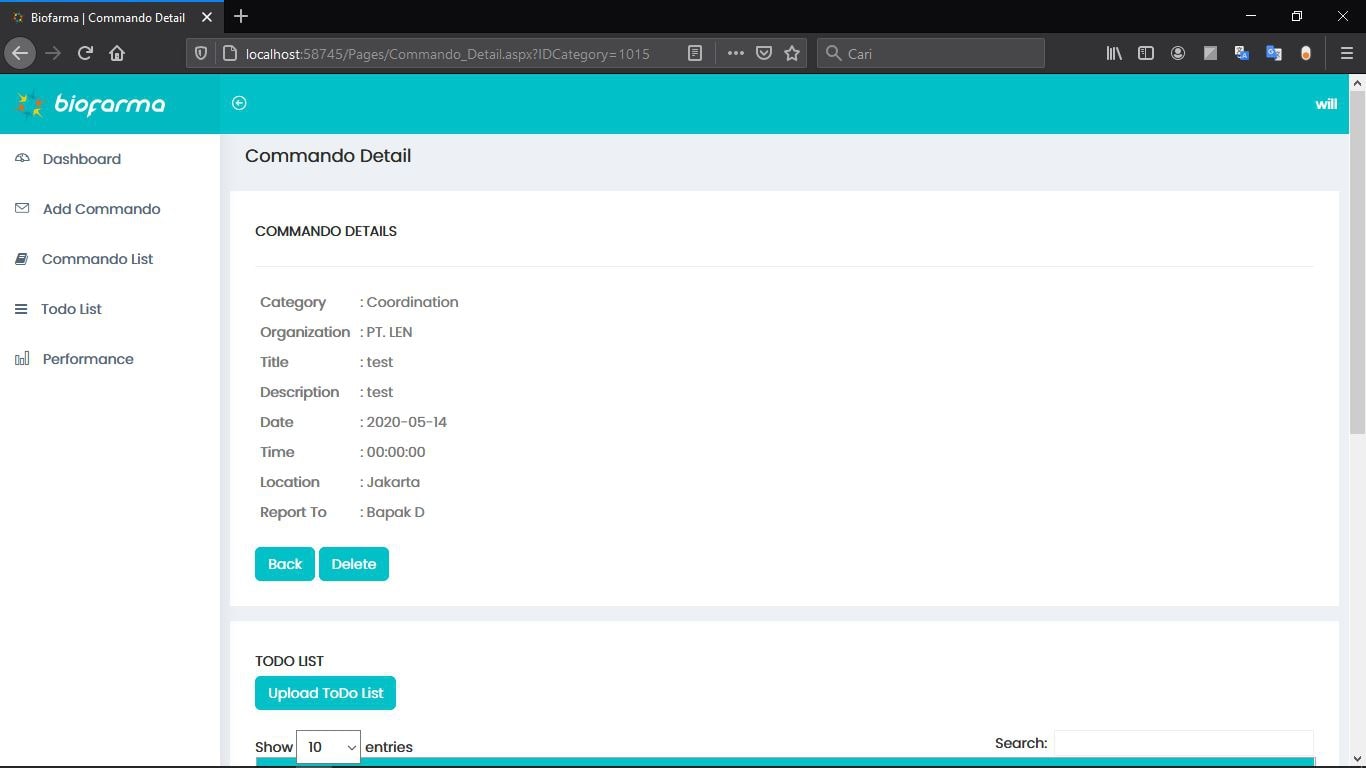 Biofarma | Commando Detail
localhost:58745/Pages/Commando_Detail.aspx?IDCategory=1015
Cari
biofarma
will
Dashboard
Add Commando
Commando List
Todo List
Performance
Commando Detail
COMMANDO DETAILS
Category : Coordination
Organization : PT. LEN
Title : test
Description : test
Date : 2020-05-14
Time : 00:00:00
Location : Jakarta
Report To : Bapak D
Back Delete
TODO LIST
Upload ToDo List
Show 10 entries Search: